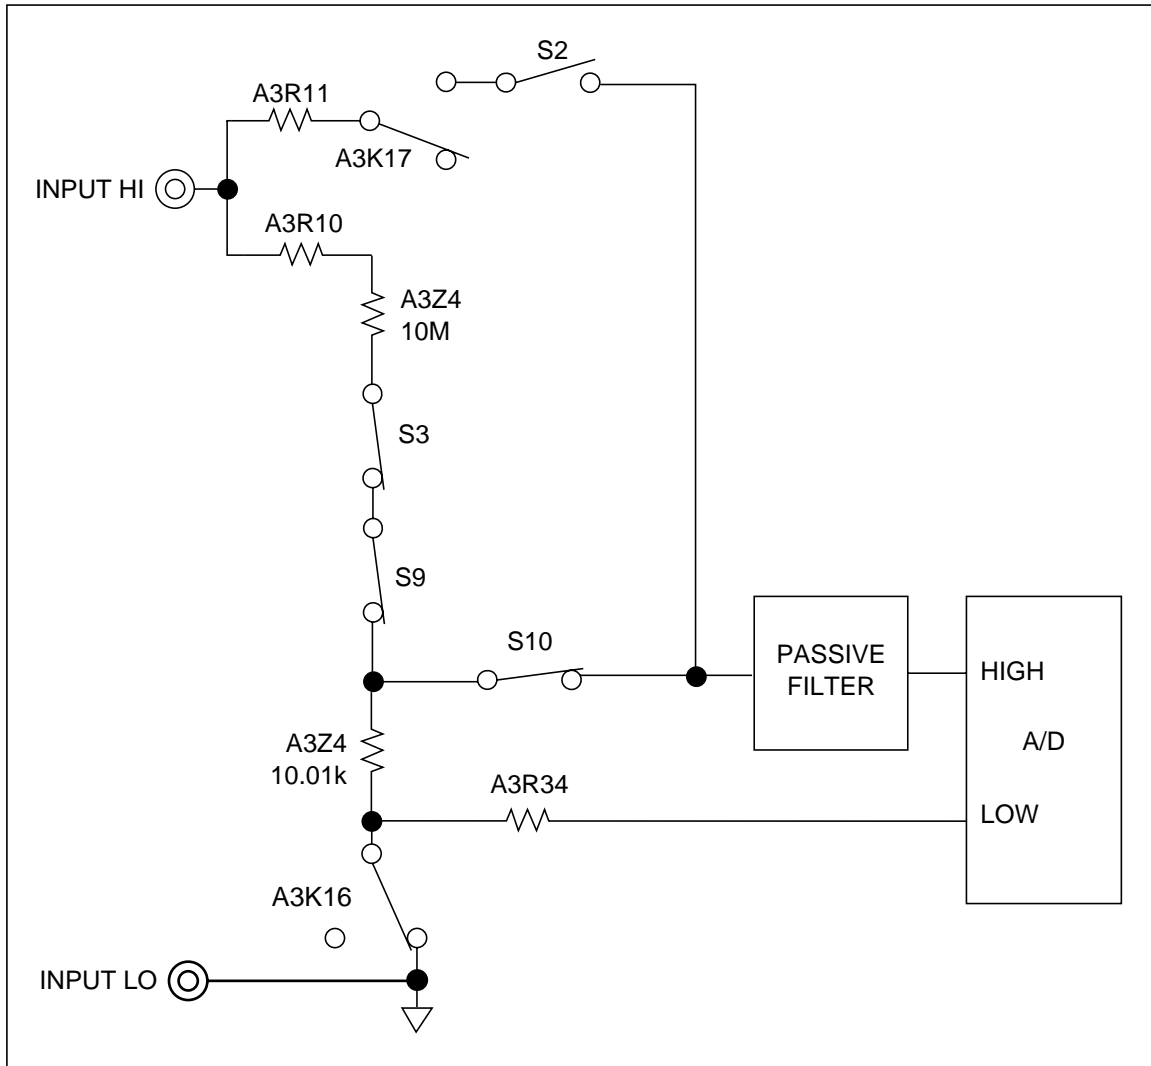 S2
A3R11
A3K17
INPUT HI
A3R10
A3Z4
10M
S3
S9
S10
PASSIVE
FILTER
HIGH
A/D
LOW
A3Z4
10.01k
A3R34
A3K16
INPUT LO